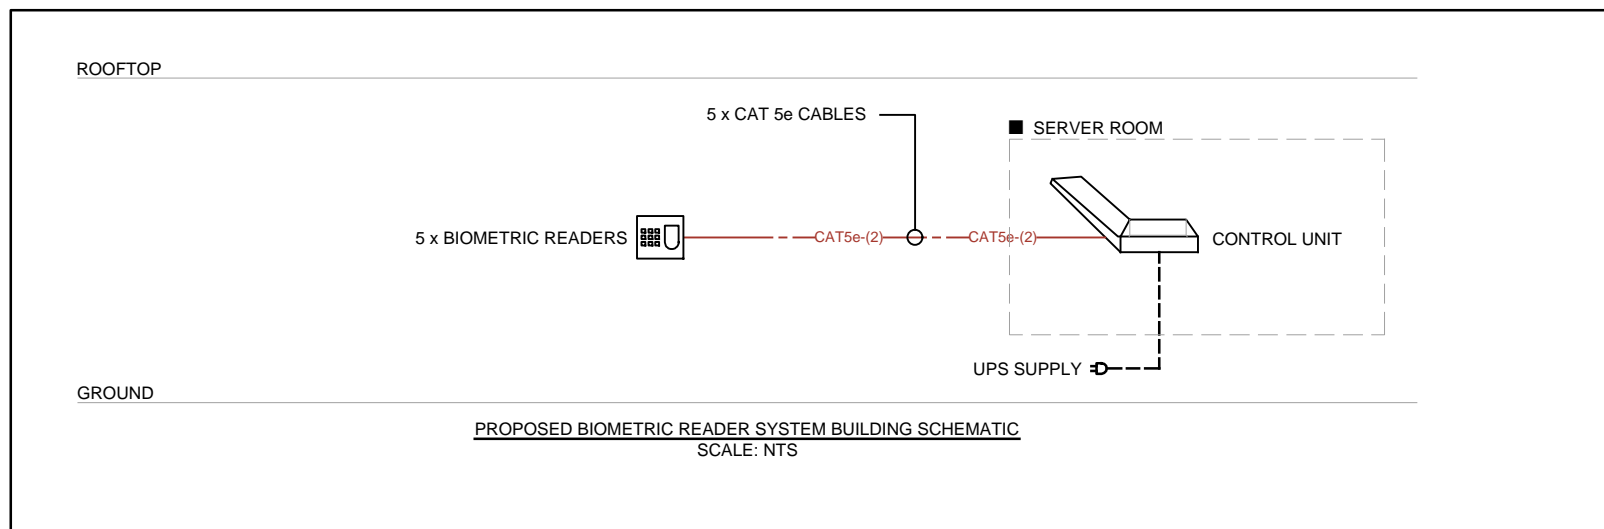 ROOFTOP
5 x CAT 5e CABLES
SERVER ROOM
5 x BIOMETRIC READERS
CAT5e-(2)
CAT5e-(2)
CONTROL UNIT
UPS SUPPLY
GROUND
PROPOSED BIOMETRIC READER SYSTEM BUILDING SCHEMATIC
SCALE: NTS